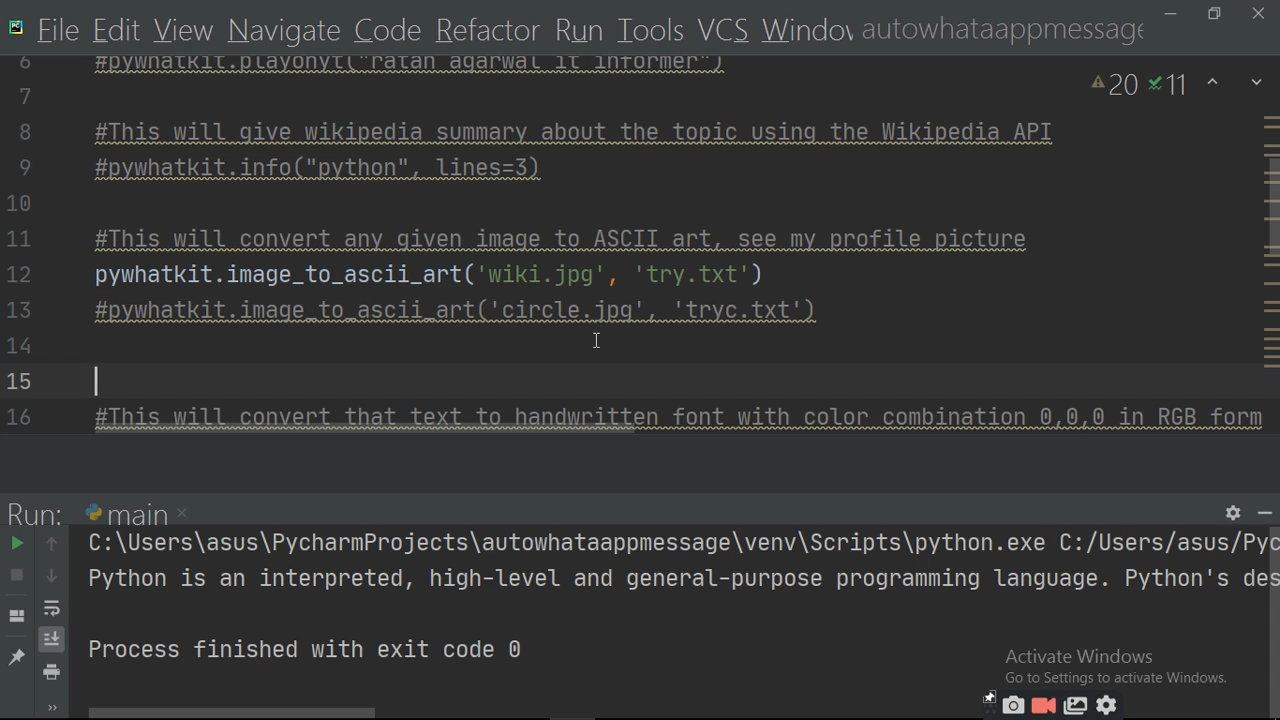 File Edit View Navigate Code Refactor Run Tools VCS Window autowhataappmessage
6 #pywhatkit.playonyt("ratan agarwal it informer")
20 11
7
8 #This will give wikipedia summary about the topic using the Wikipedia API
9 #pywhatkit.info("python", lines=3)
10
11 #This will convert any given image to ASCII art, see my profile picture
12 pywhatkit.image_to_ascii_art('wiki.jpg', 'try.txt')
13 #pywhatkit.image_to_ascii_art('circle.jpg', 'tryc.txt')
14
15
16 #This will convert that text to handwritten font with color combination 0,0,0 in RGB form
Run: main
C:\Users\asus\PycharmProjects\autowhataappmessage\venv\Scripts\python.exe C:/Users/asus/Pyc
Python is an interpreted, high-level and general-purpose programming language. Python's des
Process finished with exit code 0
Activate Windows
Go to Settings to activate Windows.